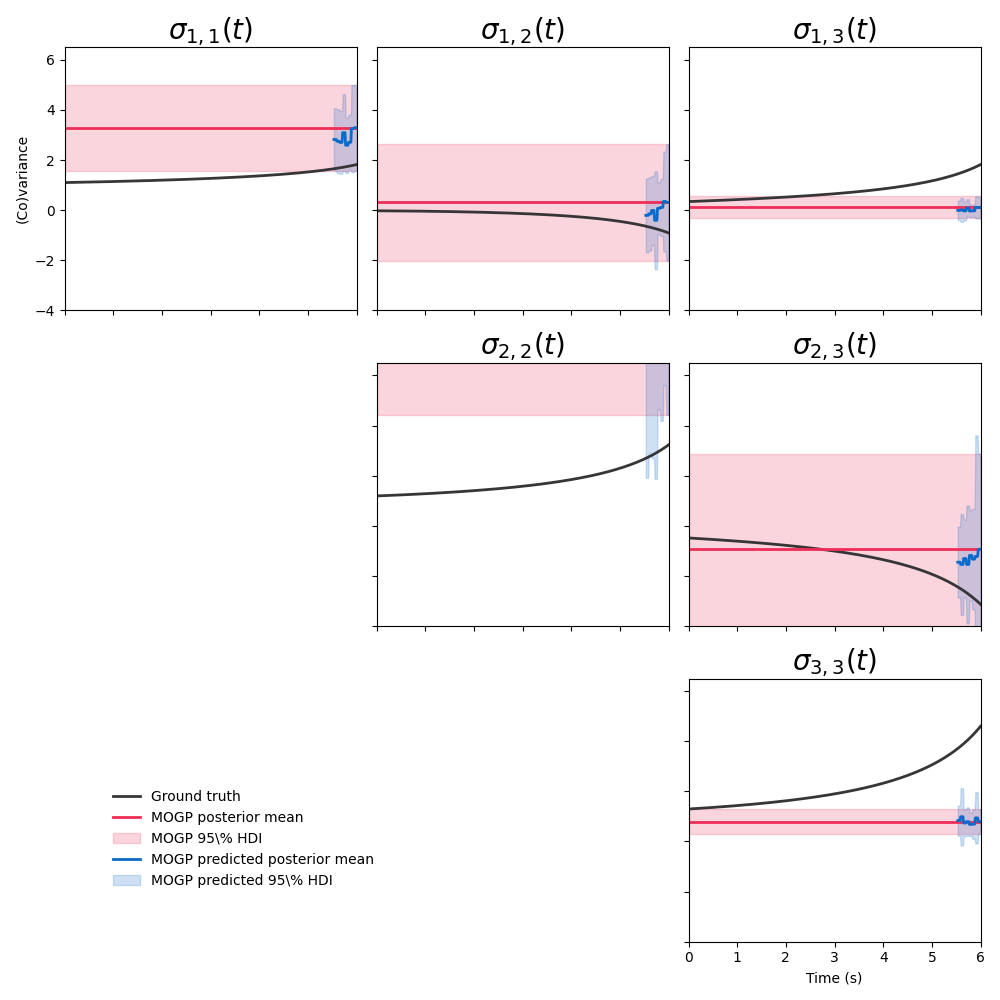 σ₁,₁(t)
σ₁,₂(t)
σ₁,₃(t)
6
4
2
0
−2
−4
(Co)variance
σ₂,₂(t)
σ₂,₃(t)
σ₃,₃(t)
Ground truth
MOGP posterior mean
MOGP 95\% HDI
MOGP predicted posterior mean
MOGP predicted 95\% HDI
0 1 2 3 4 5 6
Time (s)